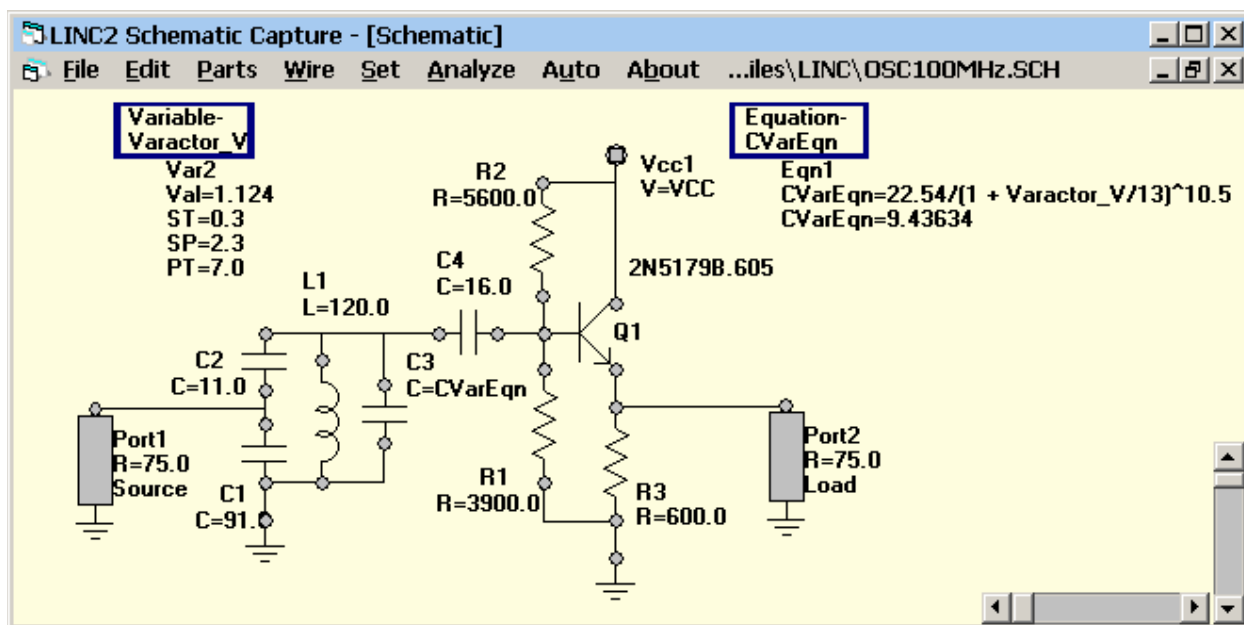 LINC2 Schematic Capture - [Schematic]
File Edit Parts Wire Set Analyze Auto About ...iles\LINC\OSC100MHz.SCH
Variable-
Varactor_V
Var2
Val=1.124
ST=0.3
SP=2.3
PT=7.0
Equation-
CVarEqn
Eqn1
CVarEqn=22.54/(1 + Varactor_V/13)^10.5
CVarEqn=9.43634
Vcc1
V=VCC
R2
R=5600.0
2N5179B.605
C4
C=16.0
L1
L=120.0
Q1
C2
C=11.0
C3
C=CVarEqn
Port1
R=75.0
Source
C1
C=91.0
R1
R=3900.0
R3
R=600.0
Port2
R=75.0
Load